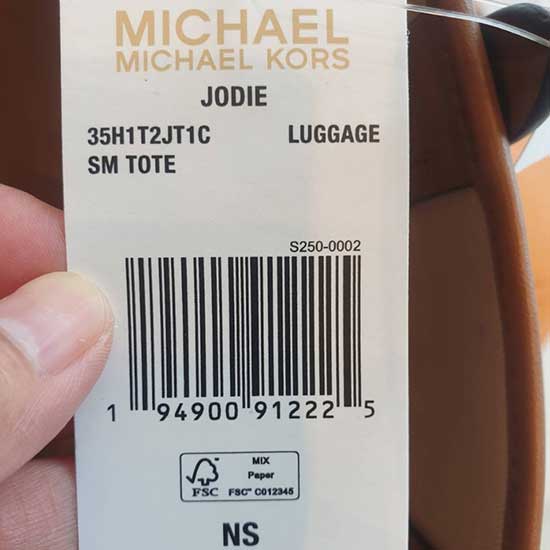 MICHAEL
MICHAEL KORS
JODIE
35H1T2JT1C LUGGAGE
SM TOTE
S250-0002
1 94900 91222 5
FSC
MIX
Paper
FSC™ C012345
NS